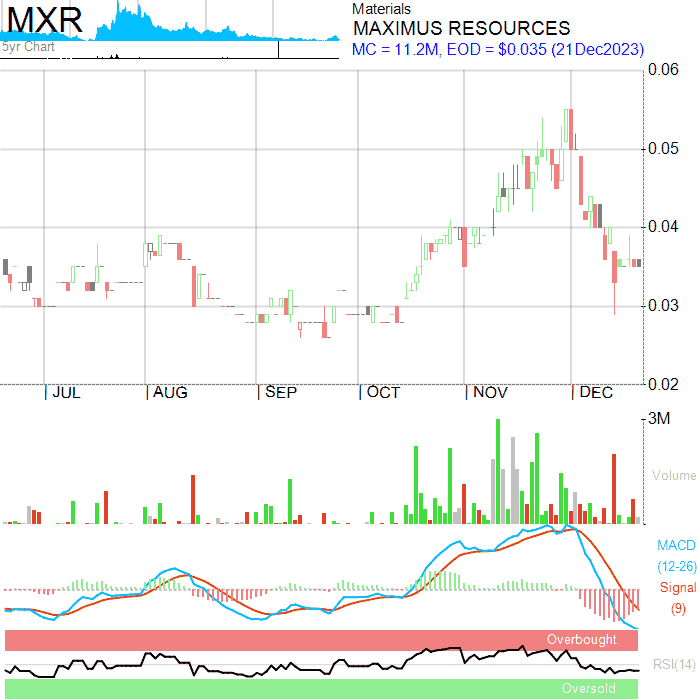 MXR
5yr Chart
Materials
MAXIMUS RESOURCES
MC = 11.2M, EOD = $0.035 (21Dec2023)
0.06
0.05
0.04
0.03
0.02
JUL AUG SEP OCT NOV DEC
3M
Volume
MACD
(12-26)
Signal
(9)
Overbought
RSI(14)
Oversold